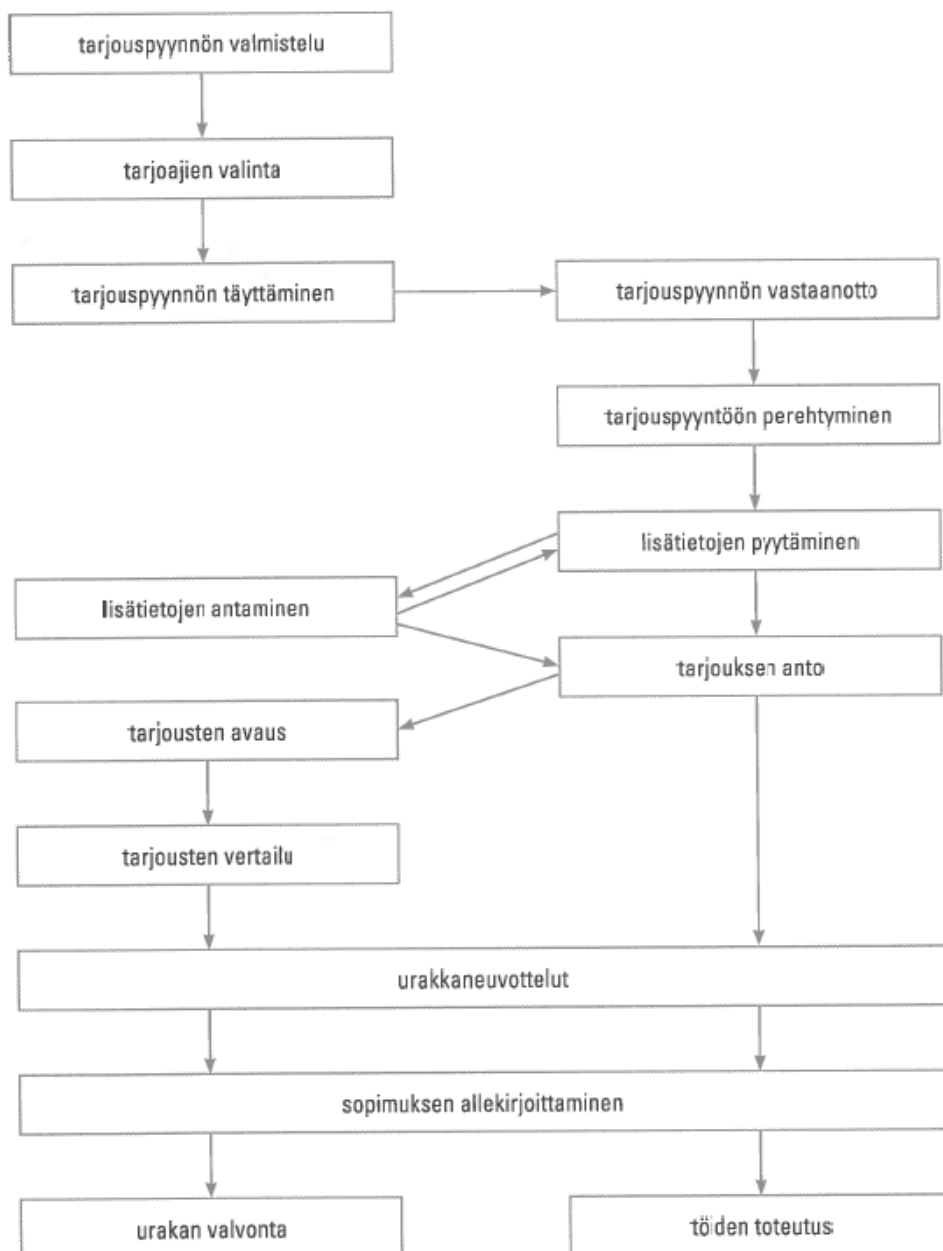 tarjouspyynnön valmistelu
tarjoajien valinta
tarjouspyynnön täyttäminen
tarjouspyynnön vastaanotto
tarjouspyyntöön perehtyminen
lisätietojen pyytäminen
lisätietojen antaminen
tarjouksen anto
tarjousten avaus
tarjousten vertailu
urakkaneuvottelut
sopimuksen allekirjoittaminen
urakan valvonta
töiden toteutus